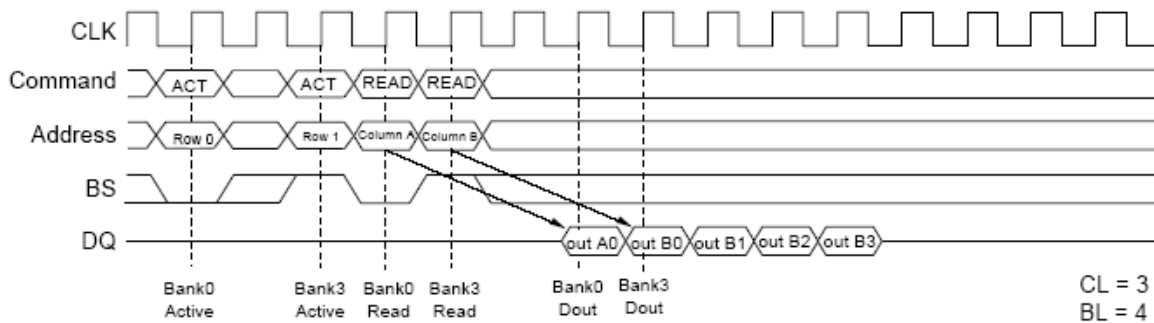 CLK
Command ACT ACT READ READ
Address Row 0 Row 1 Column A Column B
BS
DQ out A0 out B0 out B1 out B2 out B3
Bank0 Bank3 Bank0 Bank3 Bank0 Bank3
Active Active Read Read Dout Dout
CL = 3
BL = 4